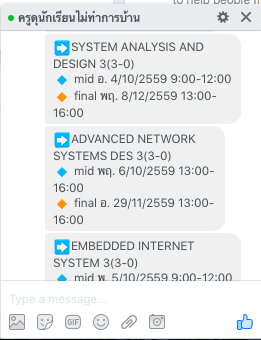 to help people m
ครูดุนักเรียนไม่ทำการบ้าน
SYSTEM ANALYSIS AND
DESIGN 3(3-0)
mid อ. 4/10/2559 9:00-12:00
final พฤ. 8/12/2559 13:00-
16:00
ADVANCED NETWORK
SYSTEMS DES 3(3-0)
mid พฤ. 6/10/2559 13:00-
16:00
final อ. 29/11/2559 13:00-
16:00
EMBEDDED INTERNET
SYSTEM 3(3-0)
mid พ. 5/10/2559 9:00-12:00
Type a message...
GIF